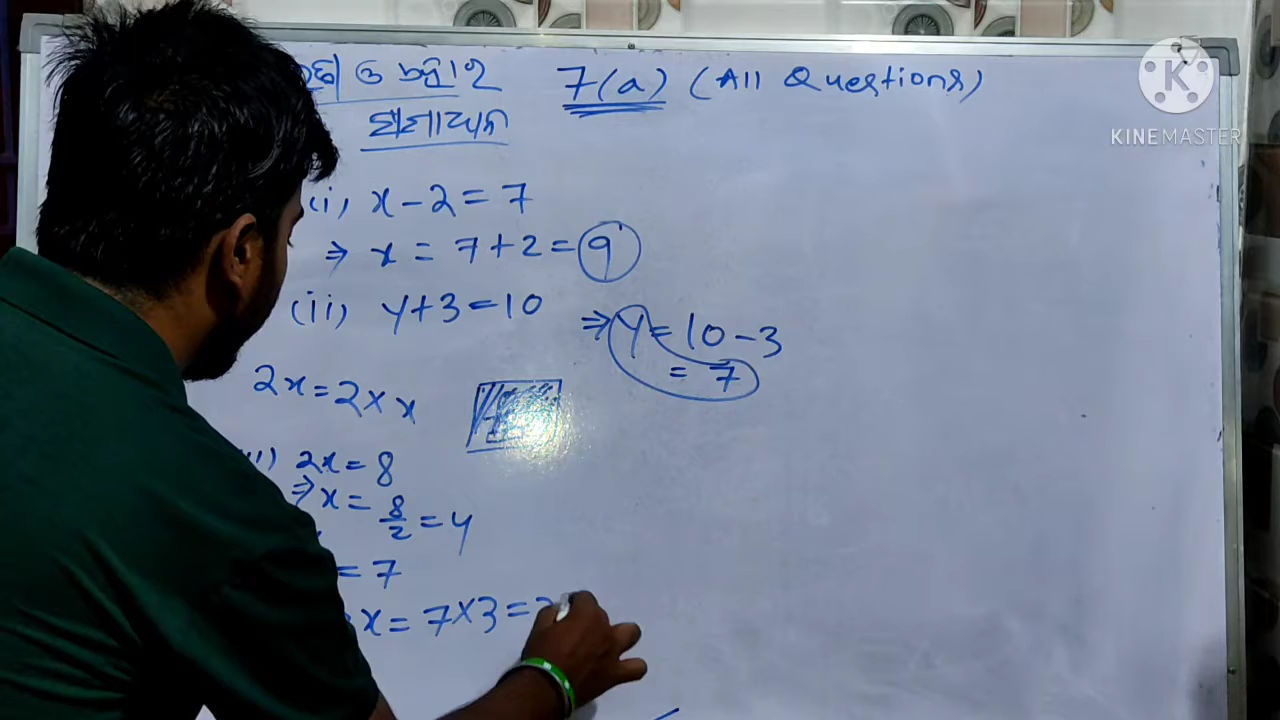 ଓ 7(a) (All Questions)
(i) x - 2 = 7
⇒ x = 7 + 2 = 9
(ii) y + 3 = 10 ⇒ y = 10 - 3
= 7
2x = 2 × x
2x = 8
⇒ x = 8/2 = 4
= 7
x = 7 × 3 =
KINEMASTER